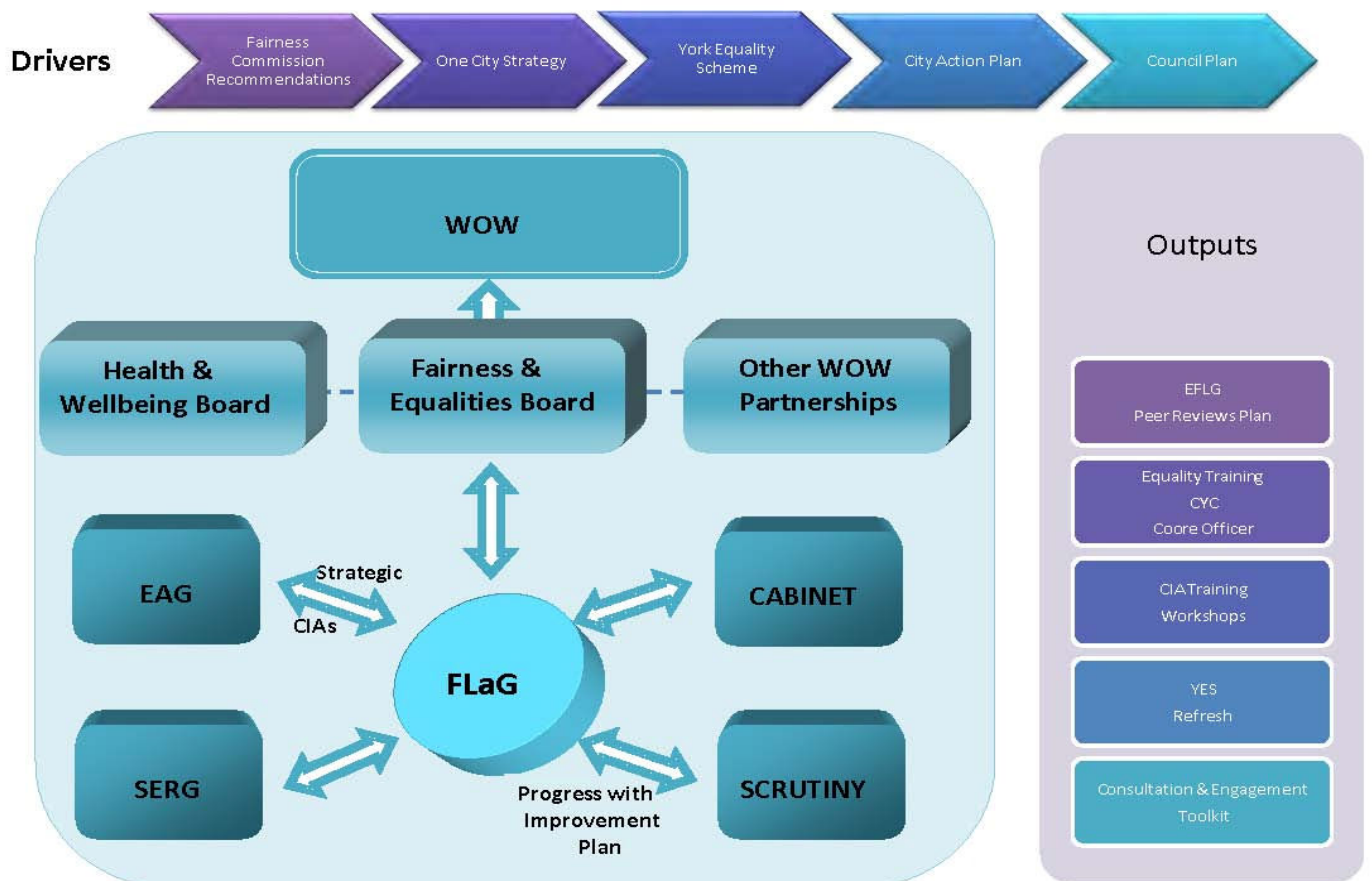 Drivers
Fairness
Commission
Recommendations
One City Strategy
York Equality
Scheme
City Action Plan
Council Plan
WOW
Health &
Wellbeing Board
Fairness &
Equalities Board
Other WOW
Partnerships
EAG
Strategic
CIAs
CABINET
FLaG
SERG
Progress with
Improvement
Plan
SCRUTINY
Outputs
EFLG
Peer Reviews Plan
Equality Training
CYC
Coore Officer
CIA Training
Workshops
YES
Refresh
Consultation & Engagement
Toolkit